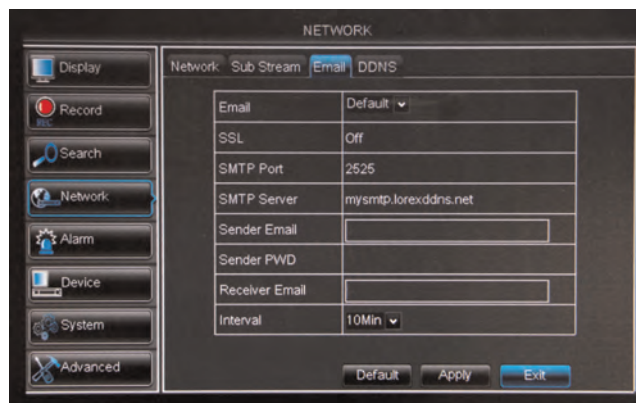 NETWORK
Display
Record
REC
Search
Network
Alarm
Device
System
Advanced
Network Sub Stream Email DDNS
Email Default
SSL Off
SMTP Port 2525
SMTP Server mysmtp.lorexddns.net
Sender Email
Sender PWD
Receiver Email
Interval 10Min
Default Apply Exit